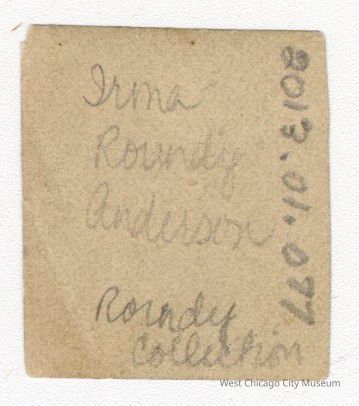 Irma
Roundy
Anderson
Roundy
Collection
2013.01.077
West Chicago City Museum